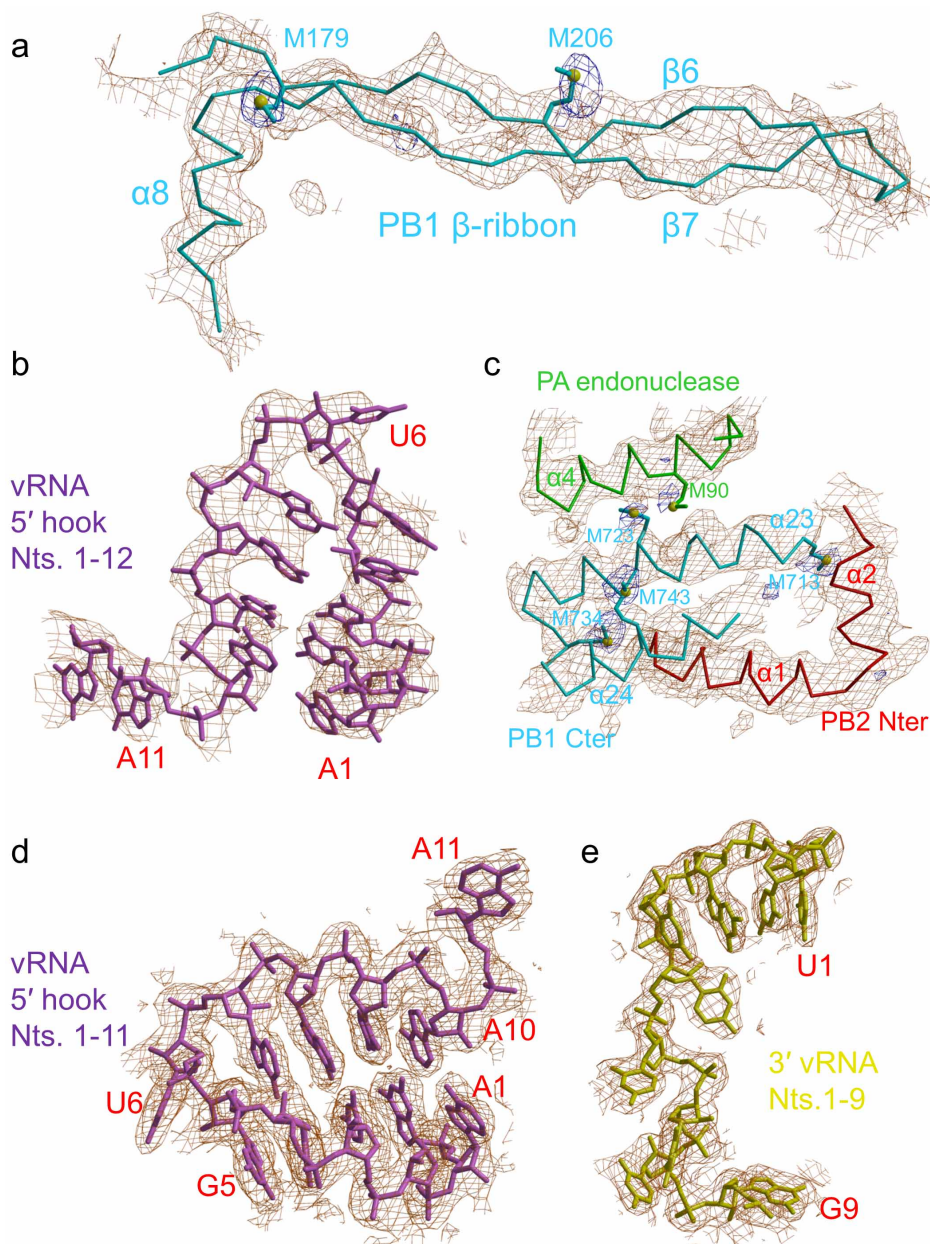 a
M179
M206
β6
α8
PB1 β-ribbon
β7
b
U6
vRNA
5′ hook
Nts. 1-12
A11
A1
c
PA endonuclease
α4
M90
M723
α23
M713
α2
M743
M734
α1
α24
PB1 Cter
PB2 Nter
d
A11
vRNA
5′ hook
Nts. 1-11
A10
A1
U6
G5
e
U1
3′ vRNA
Nts.1-9
G9